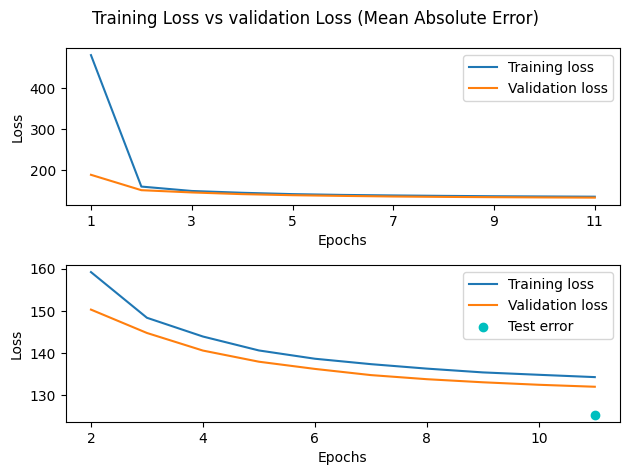 Training Loss vs validation Loss (Mean Absolute Error)
400
300
200
Loss
Training loss
Validation loss
1 3 5 7 9 11
Epochs
160
150
140
130
Loss
Training loss
Validation loss
Test error
2 4 6 8 10
Epochs